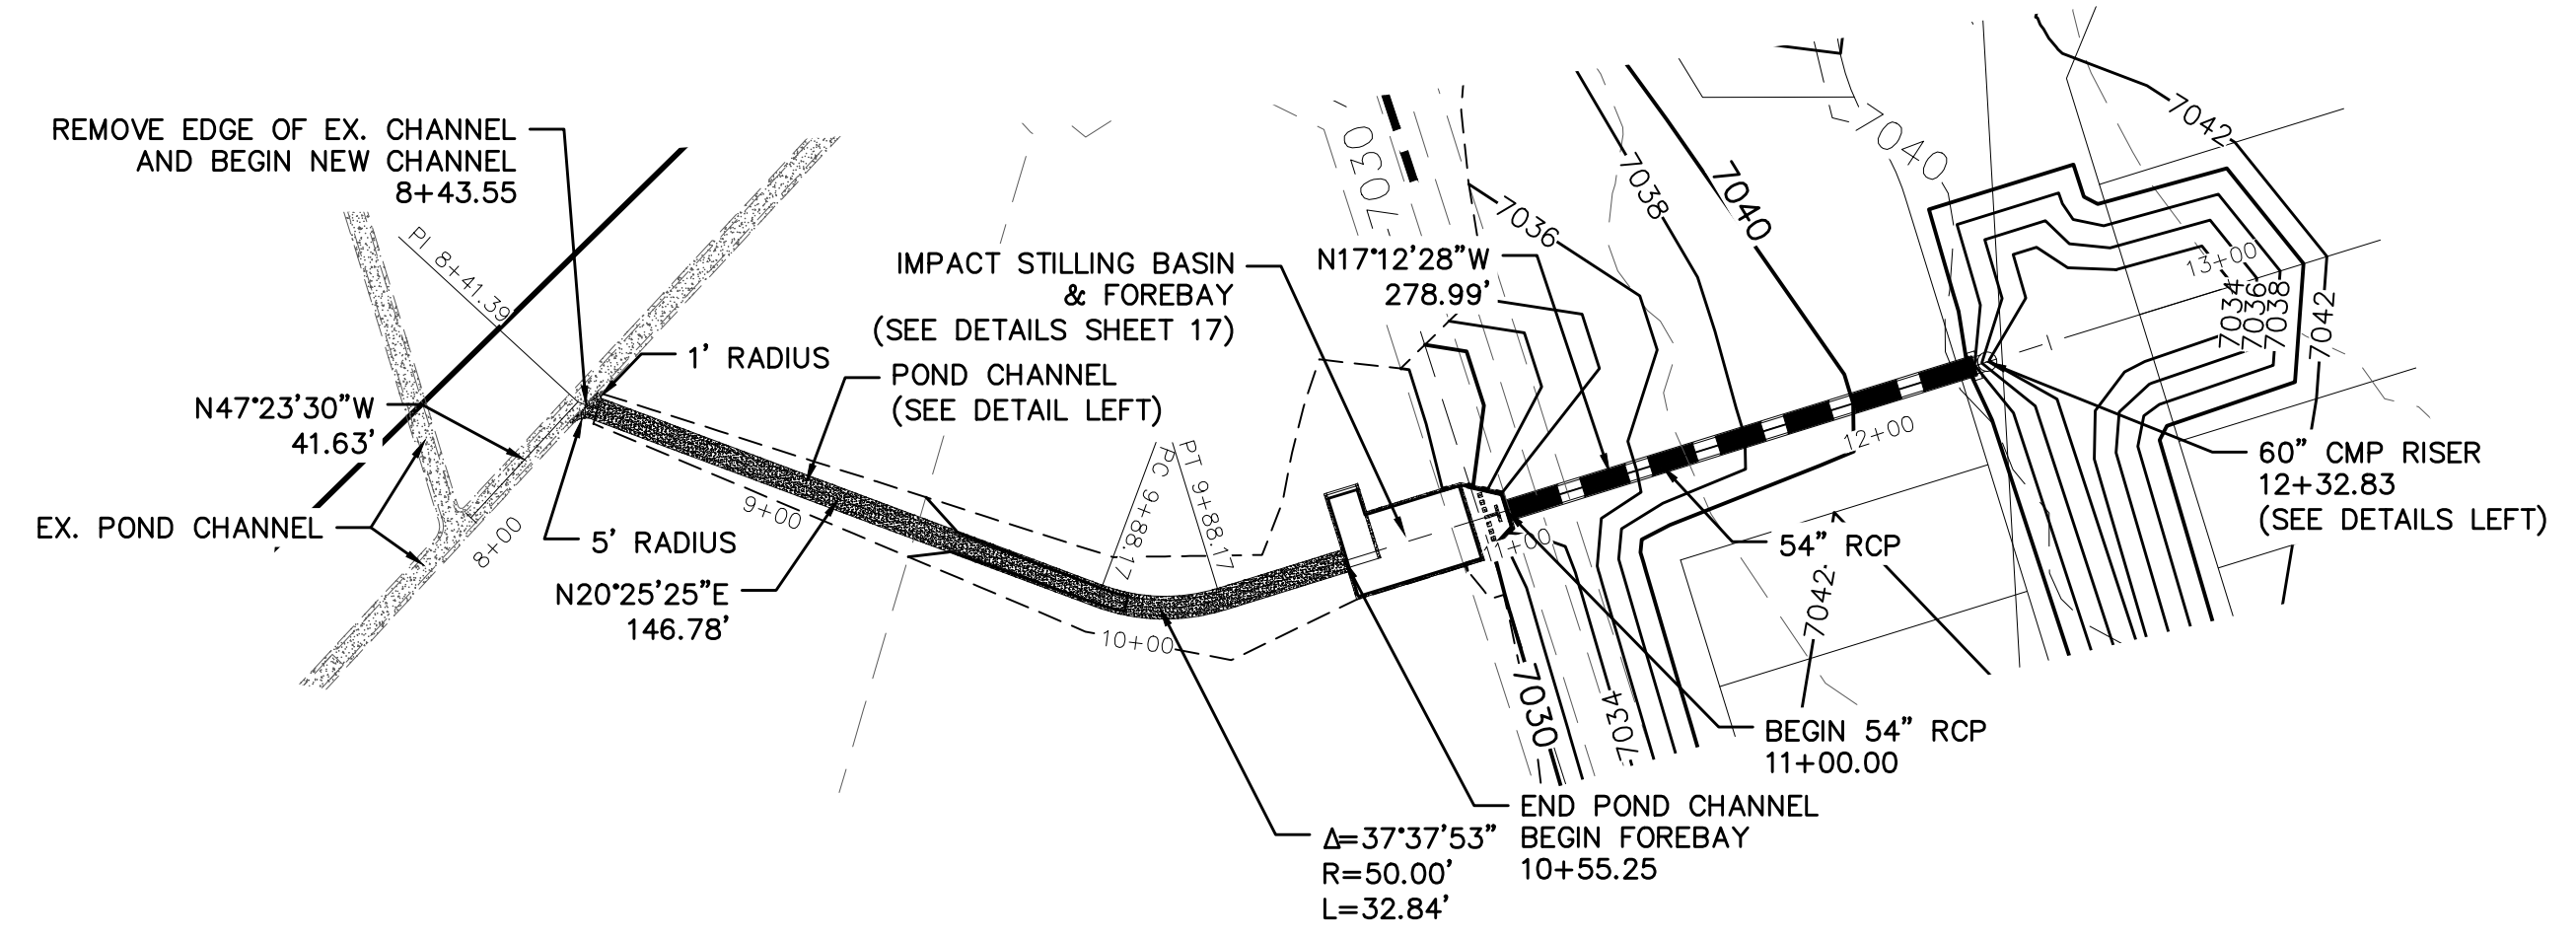 REMOVE EDGE OF EX. CHANNEL
AND BEGIN NEW CHANNEL
8+43.55
PI 8+41.39
N47°23'30"W
41.63'
EX. POND CHANNEL
8+00
1' RADIUS
5' RADIUS
POND CHANNEL
(SEE DETAIL LEFT)
9+00
N20°25'25"E
146.78'
IMPACT STILLING BASIN
& FOREBAY
(SEE DETAILS SHEET 17)
PC 9+88.17
PT 9+88.17
10+00
N17°12'28"W
278.99'
7030
7036
7038
7040
7040
7042
13+00
7034
7036
7038
7042
12+00
11+00
60" CMP RISER
12+32.83
(SEE DETAILS LEFT)
54" RCP
7042
7030
7034
BEGIN 54" RCP
11+00.00
END POND CHANNEL
BEGIN FOREBAY
10+55.25
Δ=37°37'53"
R=50.00'
L=32.84'